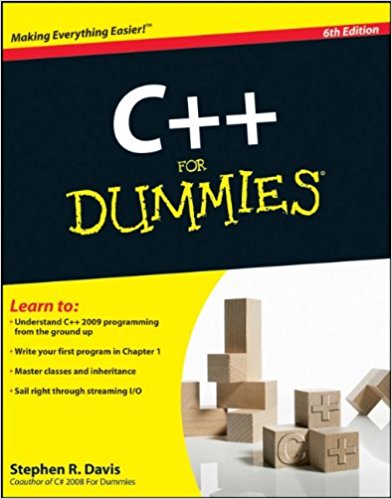 Making Everything Easier!™
6th Edition
C++
FOR
DUMMIES®
Learn to:
• Understand C++ 2009 programming
from the ground up
• Write your first program in Chapter 1
• Master classes and inheritance
• Sail right through streaming I/O
C + +
Stephen R. Davis
Coauthor of C# 2008 For Dummies